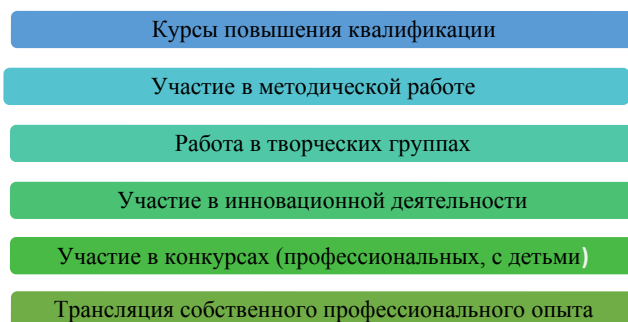 Курсы повышения квалификации
Участие в методической работе
Работа в творческих группах
Участие в инновационной деятельности
Участие в конкурсах (профессиональных, с детьми)
Трансляция собственного профессионального опыта